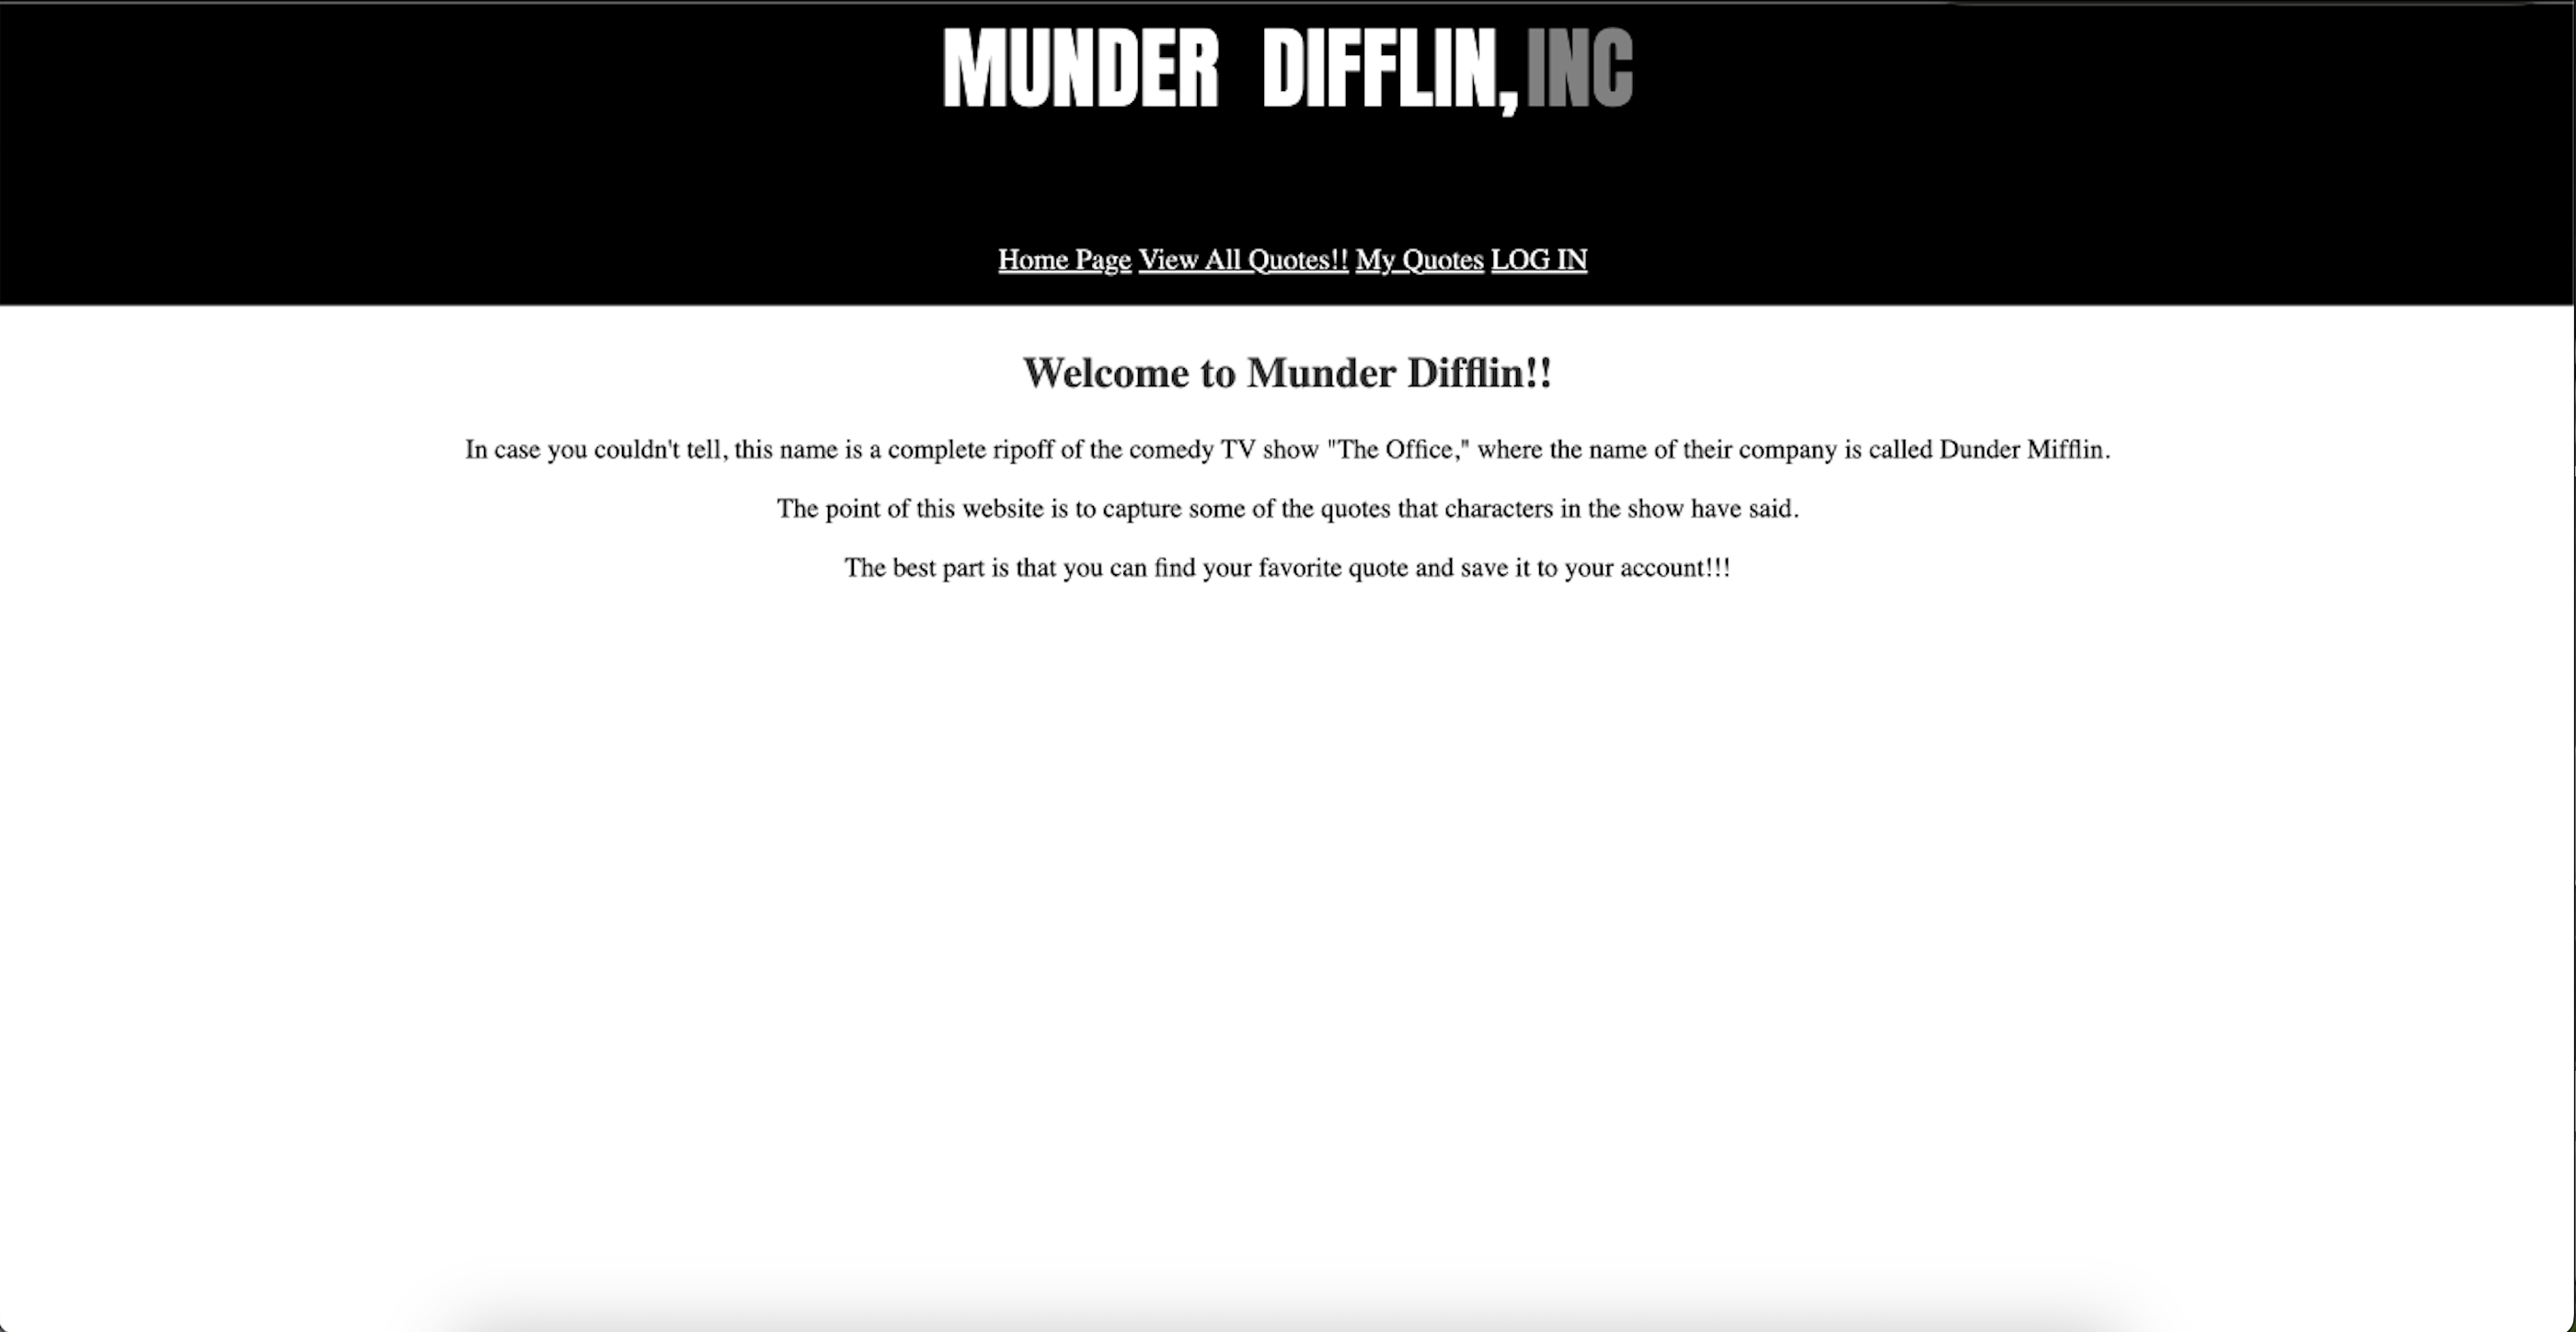 MUNDER DIFFLIN,INC
Home Page View All Quotes!! My Quotes LOG IN
Welcome to Munder Difflin!!
In case you couldn't tell, this name is a complete ripoff of the comedy TV show "The Office," where the name of their company is called Dunder Mifflin.
The point of this website is to capture some of the quotes that characters in the show have said.
The best part is that you can find your favorite quote and save it to your account!!!